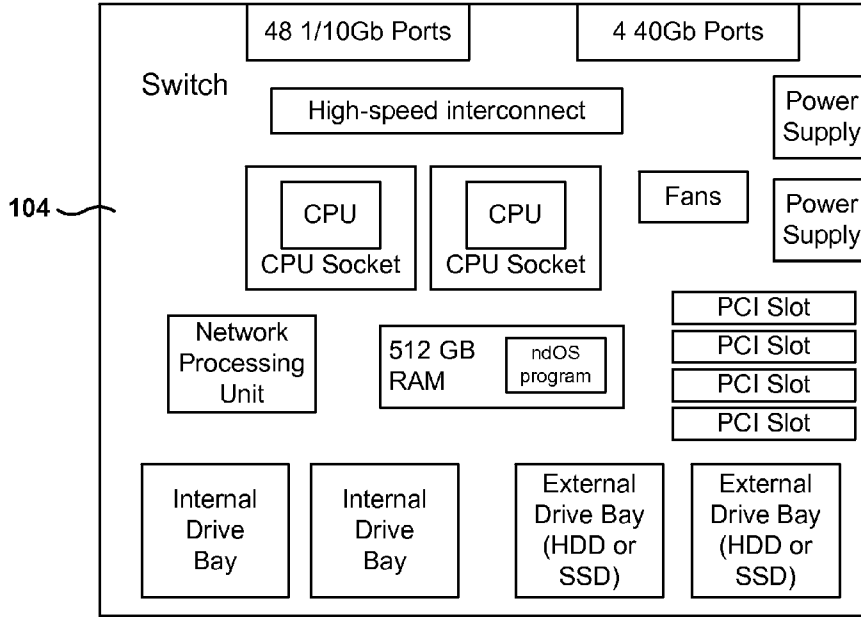 48 1/10Gb Ports
4 40Gb Ports
Switch
High-speed interconnect
Power
Supply
104
CPU
CPU Socket
CPU
CPU Socket
Fans
Power
Supply
Network
Processing
Unit
512 GB
RAM
ndOS
program
PCI Slot
PCI Slot
PCI Slot
PCI Slot
Internal
Drive
Bay
Internal
Drive
Bay
External
Drive Bay
(HDD or
SSD)
External
Drive Bay
(HDD or
SSD)